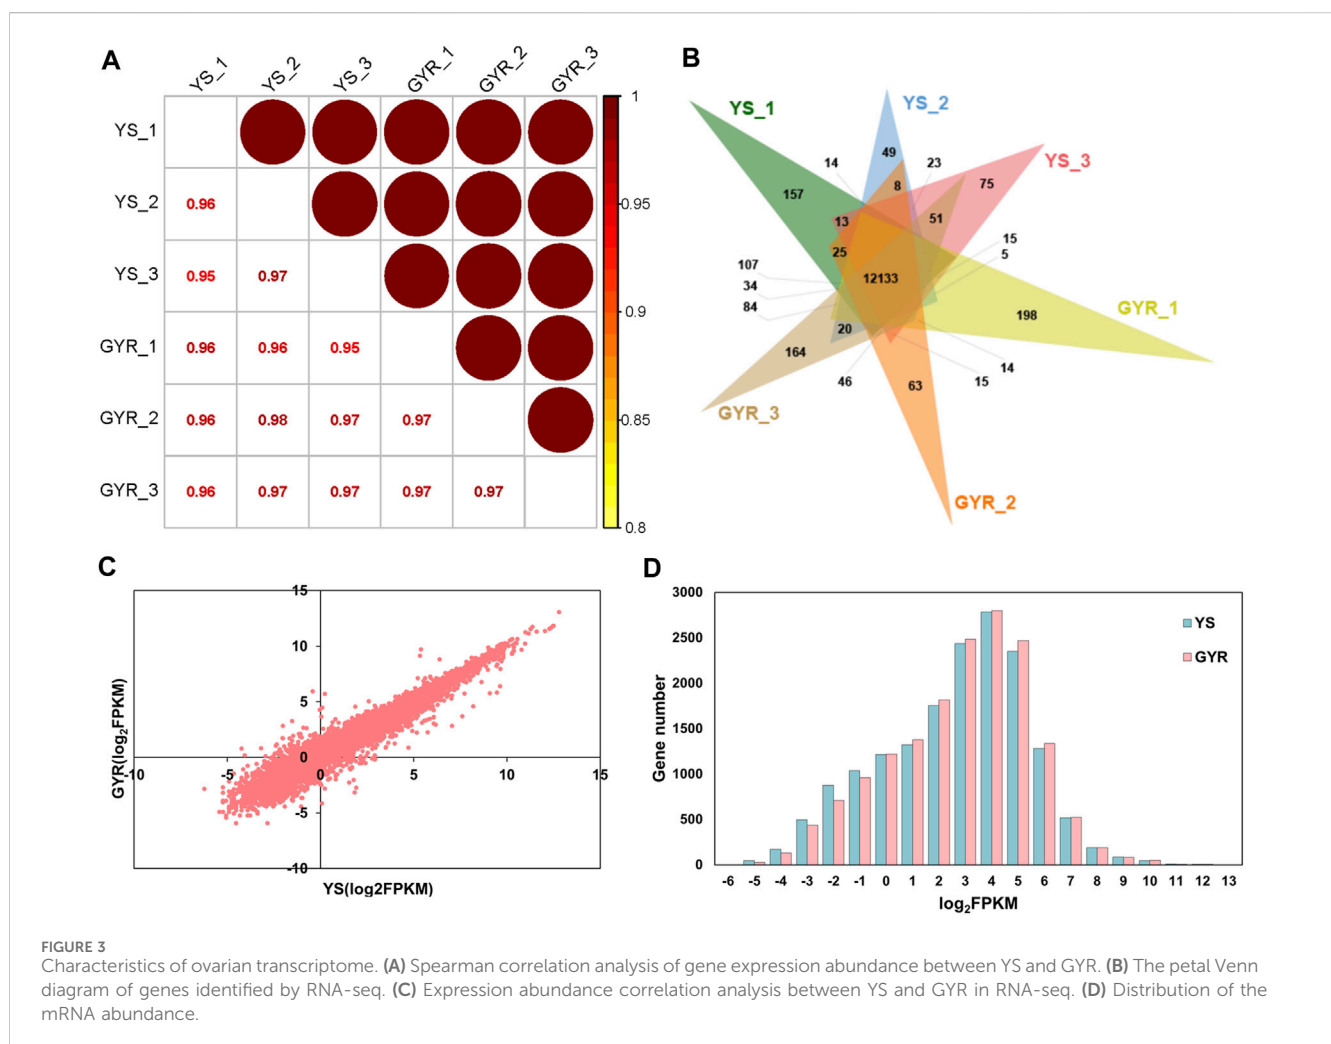 A
YS_1 YS_2 YS_3 GYR_1 GYR_2 GYR_3
YS_1
YS_2 0.96
YS_3 0.95 0.97
GYR_1 0.96 0.96 0.95
GYR_2 0.96 0.98 0.97 0.97
GYR_3 0.96 0.97 0.97 0.97 0.97
1
0.95
0.9
0.85
0.8
B
YS_1
YS_2
YS_3
GYR_1
GYR_2
GYR_3
14
49
23
8
75
157
13
51
25
15
5
107
34
84
12133
198
20
164
46
63
15
14
C
15
10
5
0
-5
-10
-10 -5 0 5 10 15
GYR(log2FPKM)
YS(log2FPKM)
D
3000
2500
2000
1500
1000
500
0
Gene number
YS
GYR
-6 -5 -4 -3 -2 -1 0 1 2 3 4 5 6 7 8 9 10 11 12 13
log2FPKM
FIGURE 3
Characteristics of ovarian transcriptome. (A) Spearman correlation analysis of gene expression abundance between YS and GYR. (B) The petal Venn
diagram of genes identified by RNA-seq. (C) Expression abundance correlation analysis between YS and GYR in RNA-seq. (D) Distribution of the
mRNA abundance.